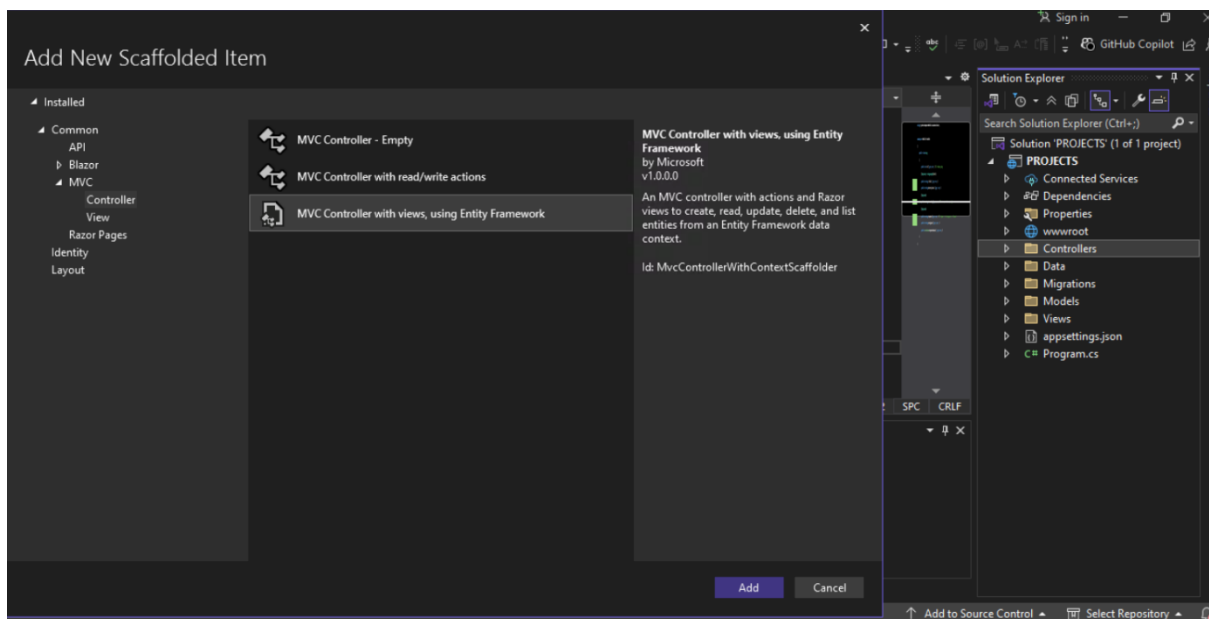 Add New Scaffolded Item
Installed
Common
API
Blazor
MVC
Controller
View
Razor Pages
Identity
Layout
MVC Controller - Empty
MVC Controller with read/write actions
MVC Controller with views, using Entity Framework
MVC Controller with views, using Entity
Framework
by Microsoft
v1.0.0.0
An MVC controller with actions and Razor
views to create, read, update, delete, and list
entities from an Entity Framework data
context.
Id: MvcControllerWithContextScaffolder
Add
Cancel
Sign in
GitHub Copilot
Solution Explorer
Search Solution Explorer (Ctrl+;)
Solution 'PROJECTS' (1 of 1 project)
PROJECTS
Connected Services
Dependencies
Properties
wwwroot
Controllers
Data
Migrations
Models
Views
appsettings.json
C# Program.cs
SPC CRLF
Add to Source Control
Select Repository